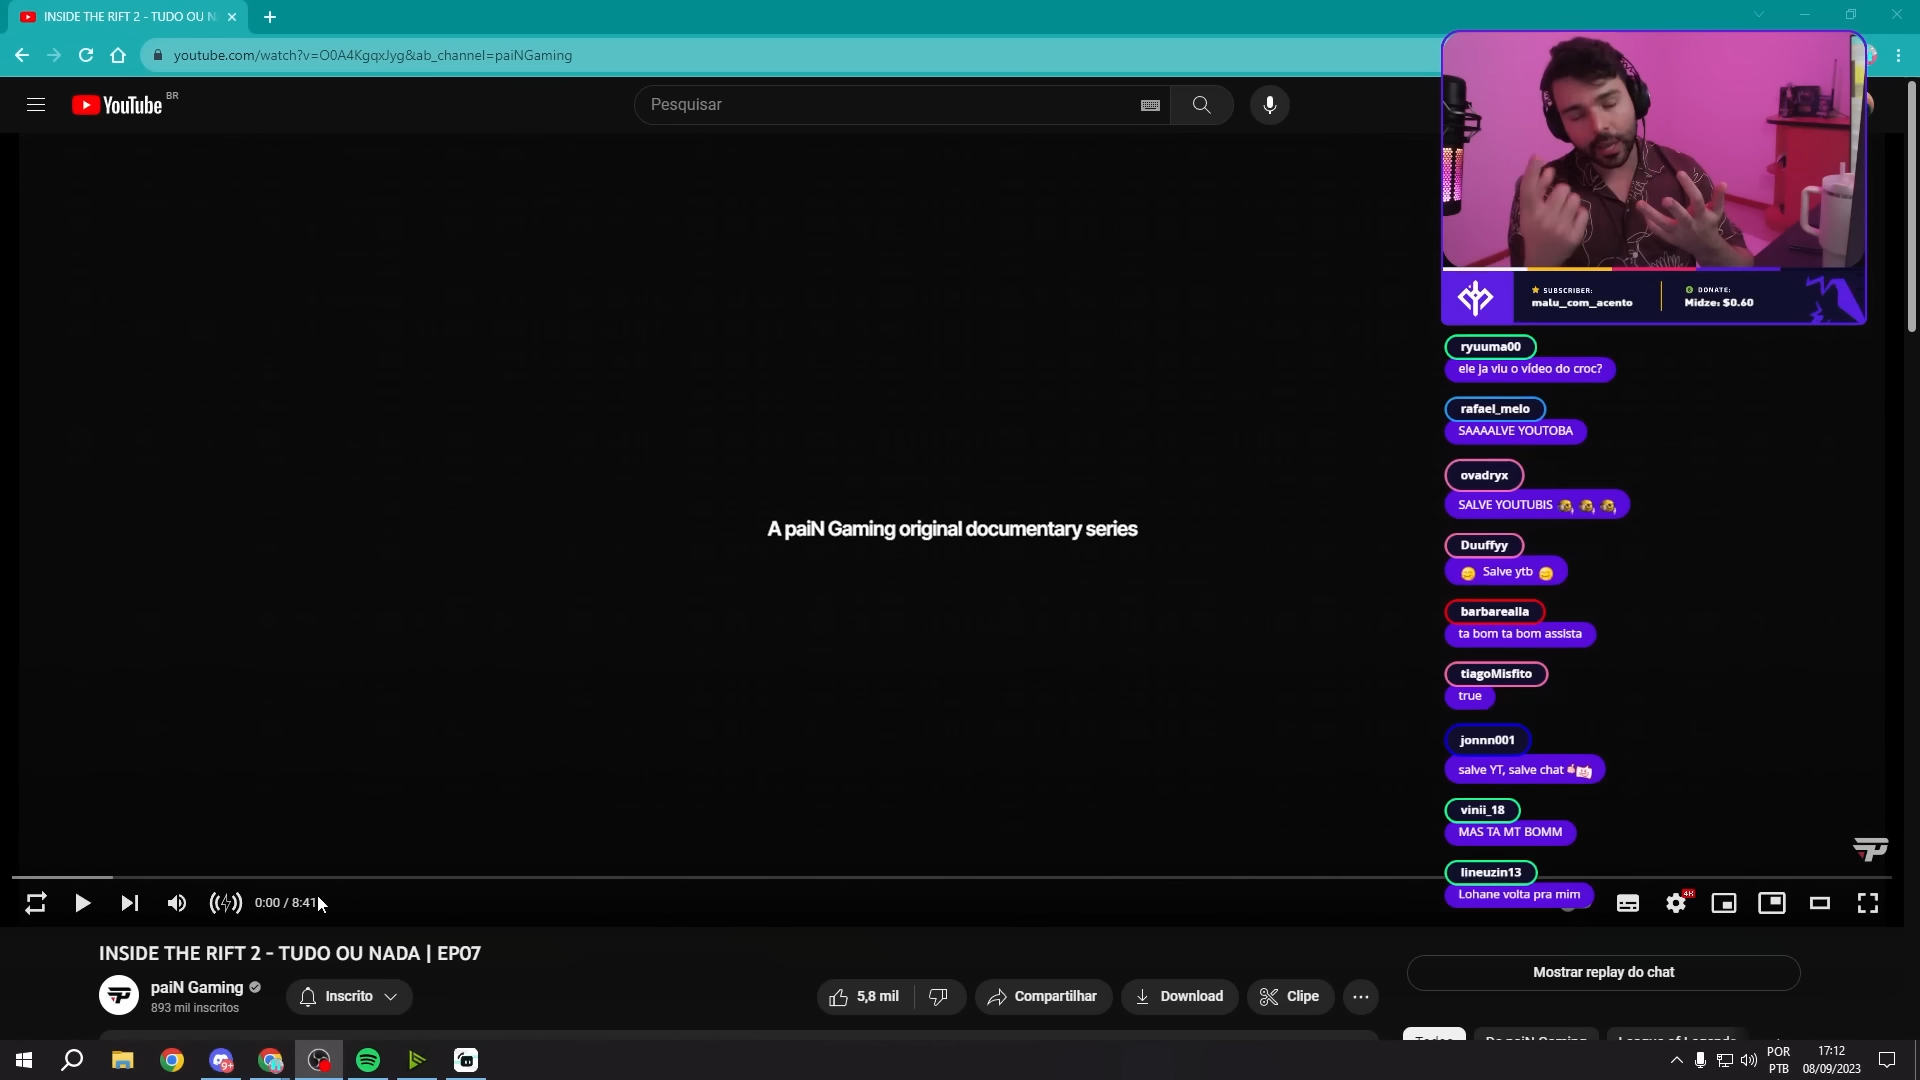 INSIDE THE RIFT 2 - TUDO OU N
youtube.com/watch?v=O0A4KgqxJyg&ab_channel=paiNGaming
YouTube BR
Pesquisar
SUBSCRIBER:
malu_com_acento
DONATE:
Midze: $0.60
ryuuma00
ele ja viu o vídeo do croc?
rafael_melo
SAAAALVE YOUTOBA
ovadryx
SALVE YOUTUBIS
A paiN Gaming original documentary series
Duuffyy
Salve ytb
barbarealla
ta bom ta bom assista
tiagoMisfito
true
jonnn001
salve YT, salve chat
vinii_18
MAS TA MT BOMM
lineuzin13
Lohane volta pra mim
0:00 / 8:41
4K
INSIDE THE RIFT 2 - TUDO OU NADA | EP07
paiN Gaming
893 mil inscritos
Inscrito
5,8 mil
Compartilhar
Download
Clipe
Mostrar replay do chat
9+
POR
PTB
17:12
08/09/2023